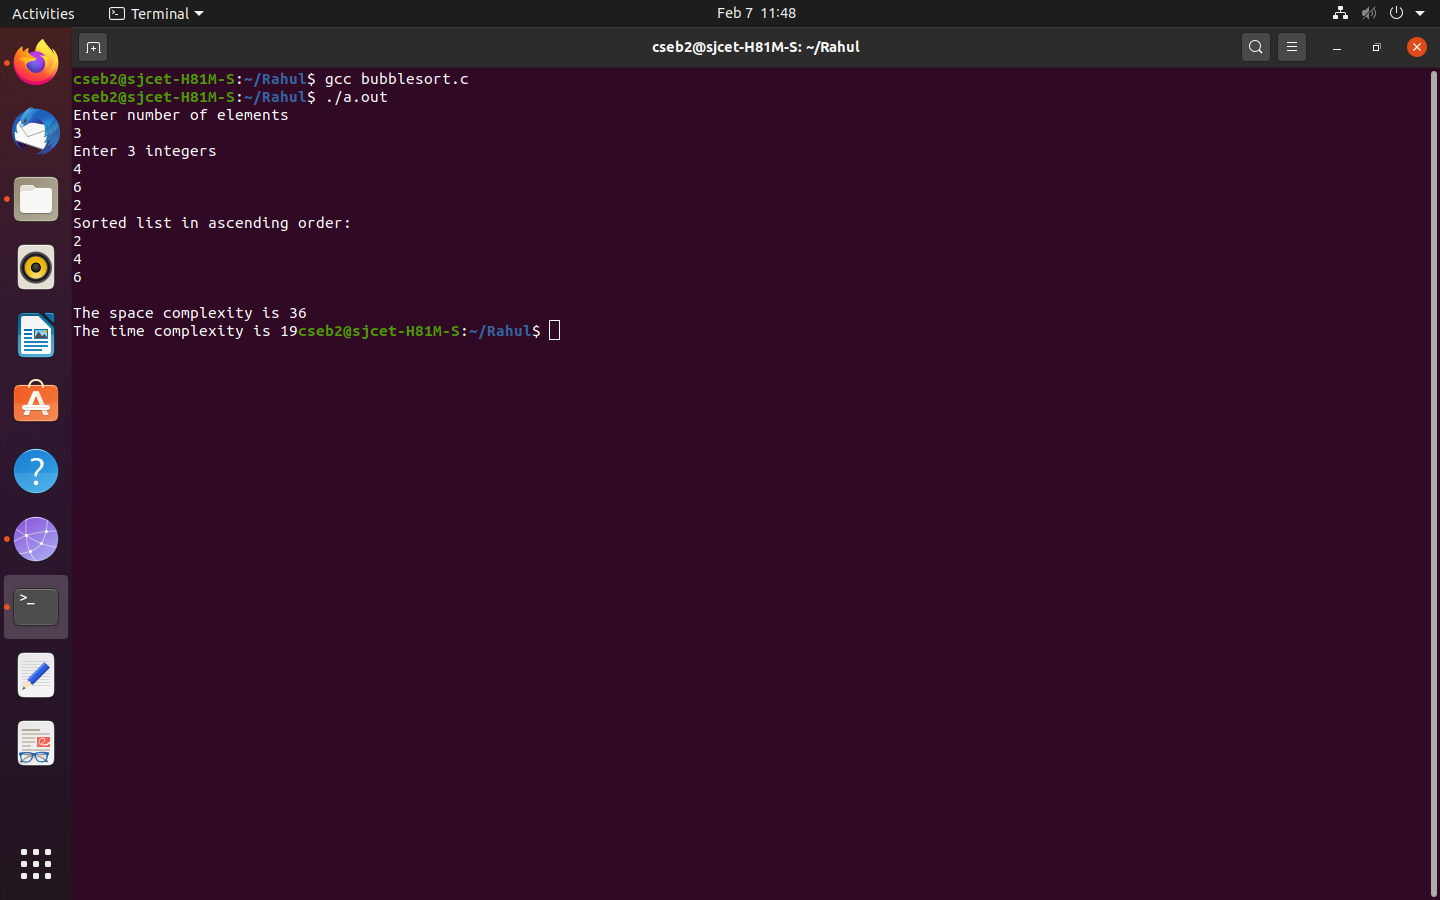 Activities Terminal Feb 7 11:48
cseb2@sjcet-H81M-S: ~/Rahul
cseb2@sjcet-H81M-S:~/Rahul$ gcc bubblesort.c
cseb2@sjcet-H81M-S:~/Rahul$ ./a.out
Enter number of elements
3
Enter 3 integers
4
6
2
Sorted list in ascending order:
2
4
6
The space complexity is 36
The time complexity is 19cseb2@sjcet-H81M-S:~/Rahul$